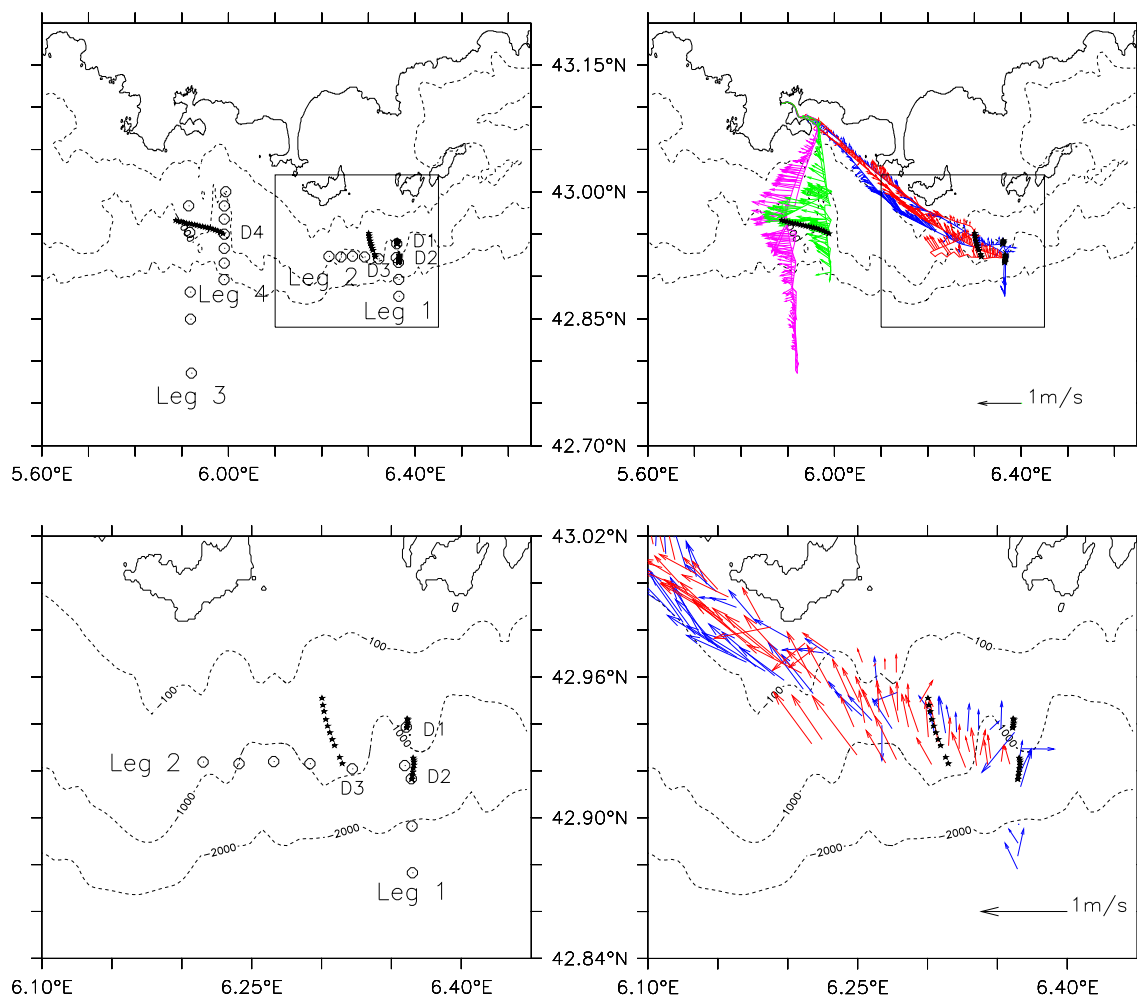 43.15°N
43.00°N
D4
D1
D2
D3
Leg 2
Leg 4
Leg 1
42.85°N
Leg 3
1m/s
42.70°N
5.60°E 6.00°E 6.40°E
5.60°E 6.00°E 6.40°E
43.02°N
-100
-100
-100
-100
42.96°N
-1000
-1000
D1
Leg 2
D2
D3
-1000
-1000
42.90°N
-2000
-2000
-2000
-2000
Leg 1
1m/s
42.84°N
6.10°E 6.25°E 6.40°E
6.10°E 6.25°E 6.40°E